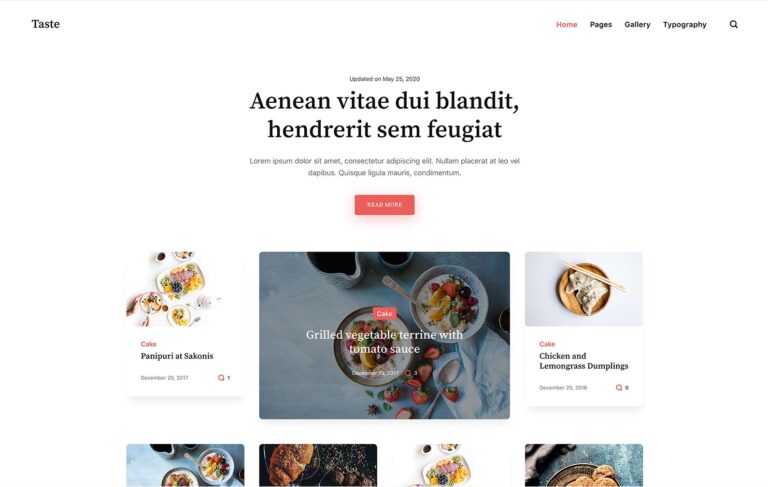 Taste
Home Pages Gallery Typography
Updated on May 25, 2020
Aenean vitae dui blandit,
hendrerit sem feugiat
Lorem ipsum dolor sit amet, consectetur adipiscing elit. Nullam placerat at leo vel
dapibus. Quisque ligula mauris, condimentum.
READ MORE
Cake
Panipuri at Sakonis
December 20, 2017 1
Cake
Grilled vegetable terrine with
tomato sauce
December 20, 2017 3
Cake
Chicken and
Lemongrass Dumplings
December 20, 2016 0